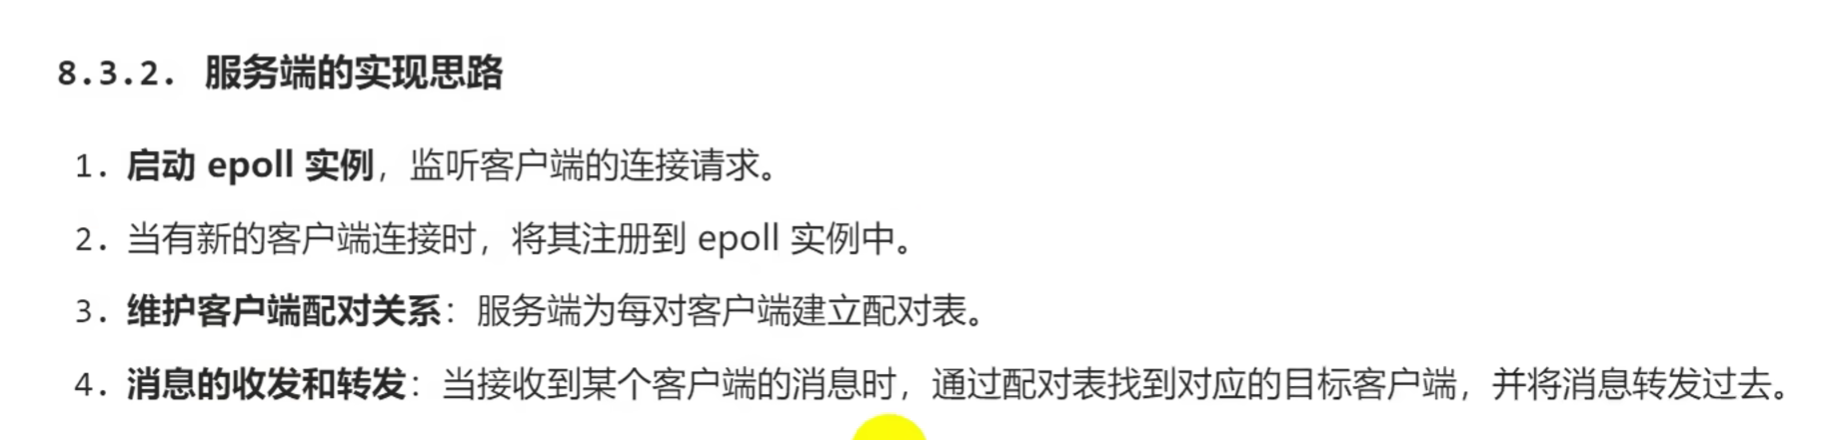 8.3.2. 服务端的实现思路
1. 启动 epoll 实例，监听客户端的连接请求。
2. 当有新的客户端连接时，将其注册到 epoll 实例中。
3. 维护客户端配对关系：服务端为每对客户端建立配对表。
4. 消息的收发和转发：当接收到某个客户端的消息时，通过配对表找到对应的目标客户端，并将消息转发过去。